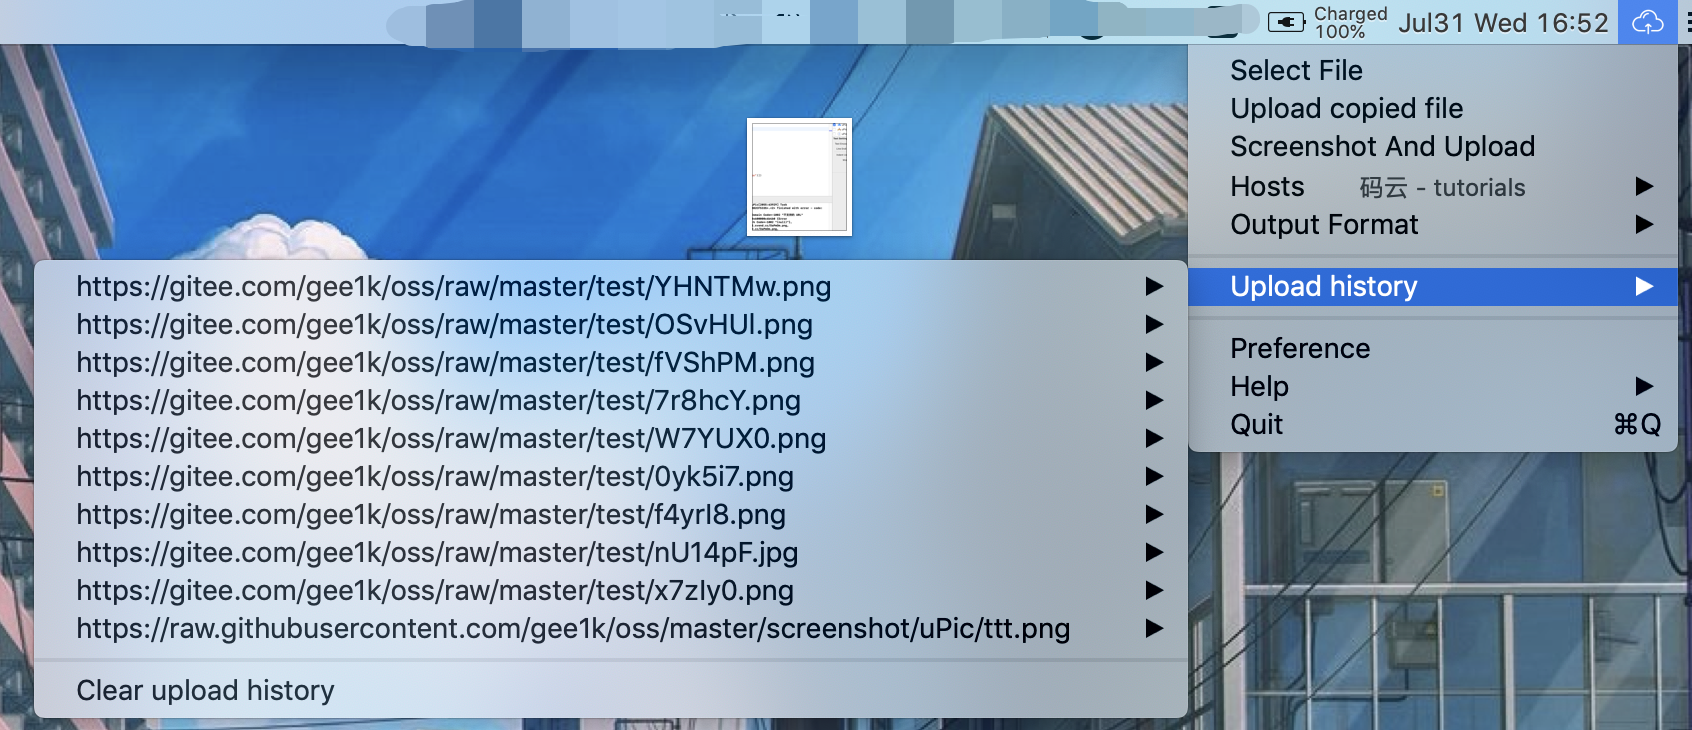 Charged
100%
Jul31 Wed 16:52
Select File
Upload copied file
Screenshot And Upload
Hosts 码云 - tutorials
Output Format
Upload history
Preference
Help
Quit ⌘Q
https://gitee.com/gee1k/oss/raw/master/test/YHNTMw.png
https://gitee.com/gee1k/oss/raw/master/test/OSvHUl.png
https://gitee.com/gee1k/oss/raw/master/test/fVShPM.png
https://gitee.com/gee1k/oss/raw/master/test/7r8hcY.png
https://gitee.com/gee1k/oss/raw/master/test/W7YUX0.png
https://gitee.com/gee1k/oss/raw/master/test/0yk5i7.png
https://gitee.com/gee1k/oss/raw/master/test/f4yrI8.png
https://gitee.com/gee1k/oss/raw/master/test/nU14pF.jpg
https://gitee.com/gee1k/oss/raw/master/test/x7zIy0.png
https://raw.githubusercontent.com/gee1k/oss/master/screenshot/uPic/ttt.png
Clear upload history